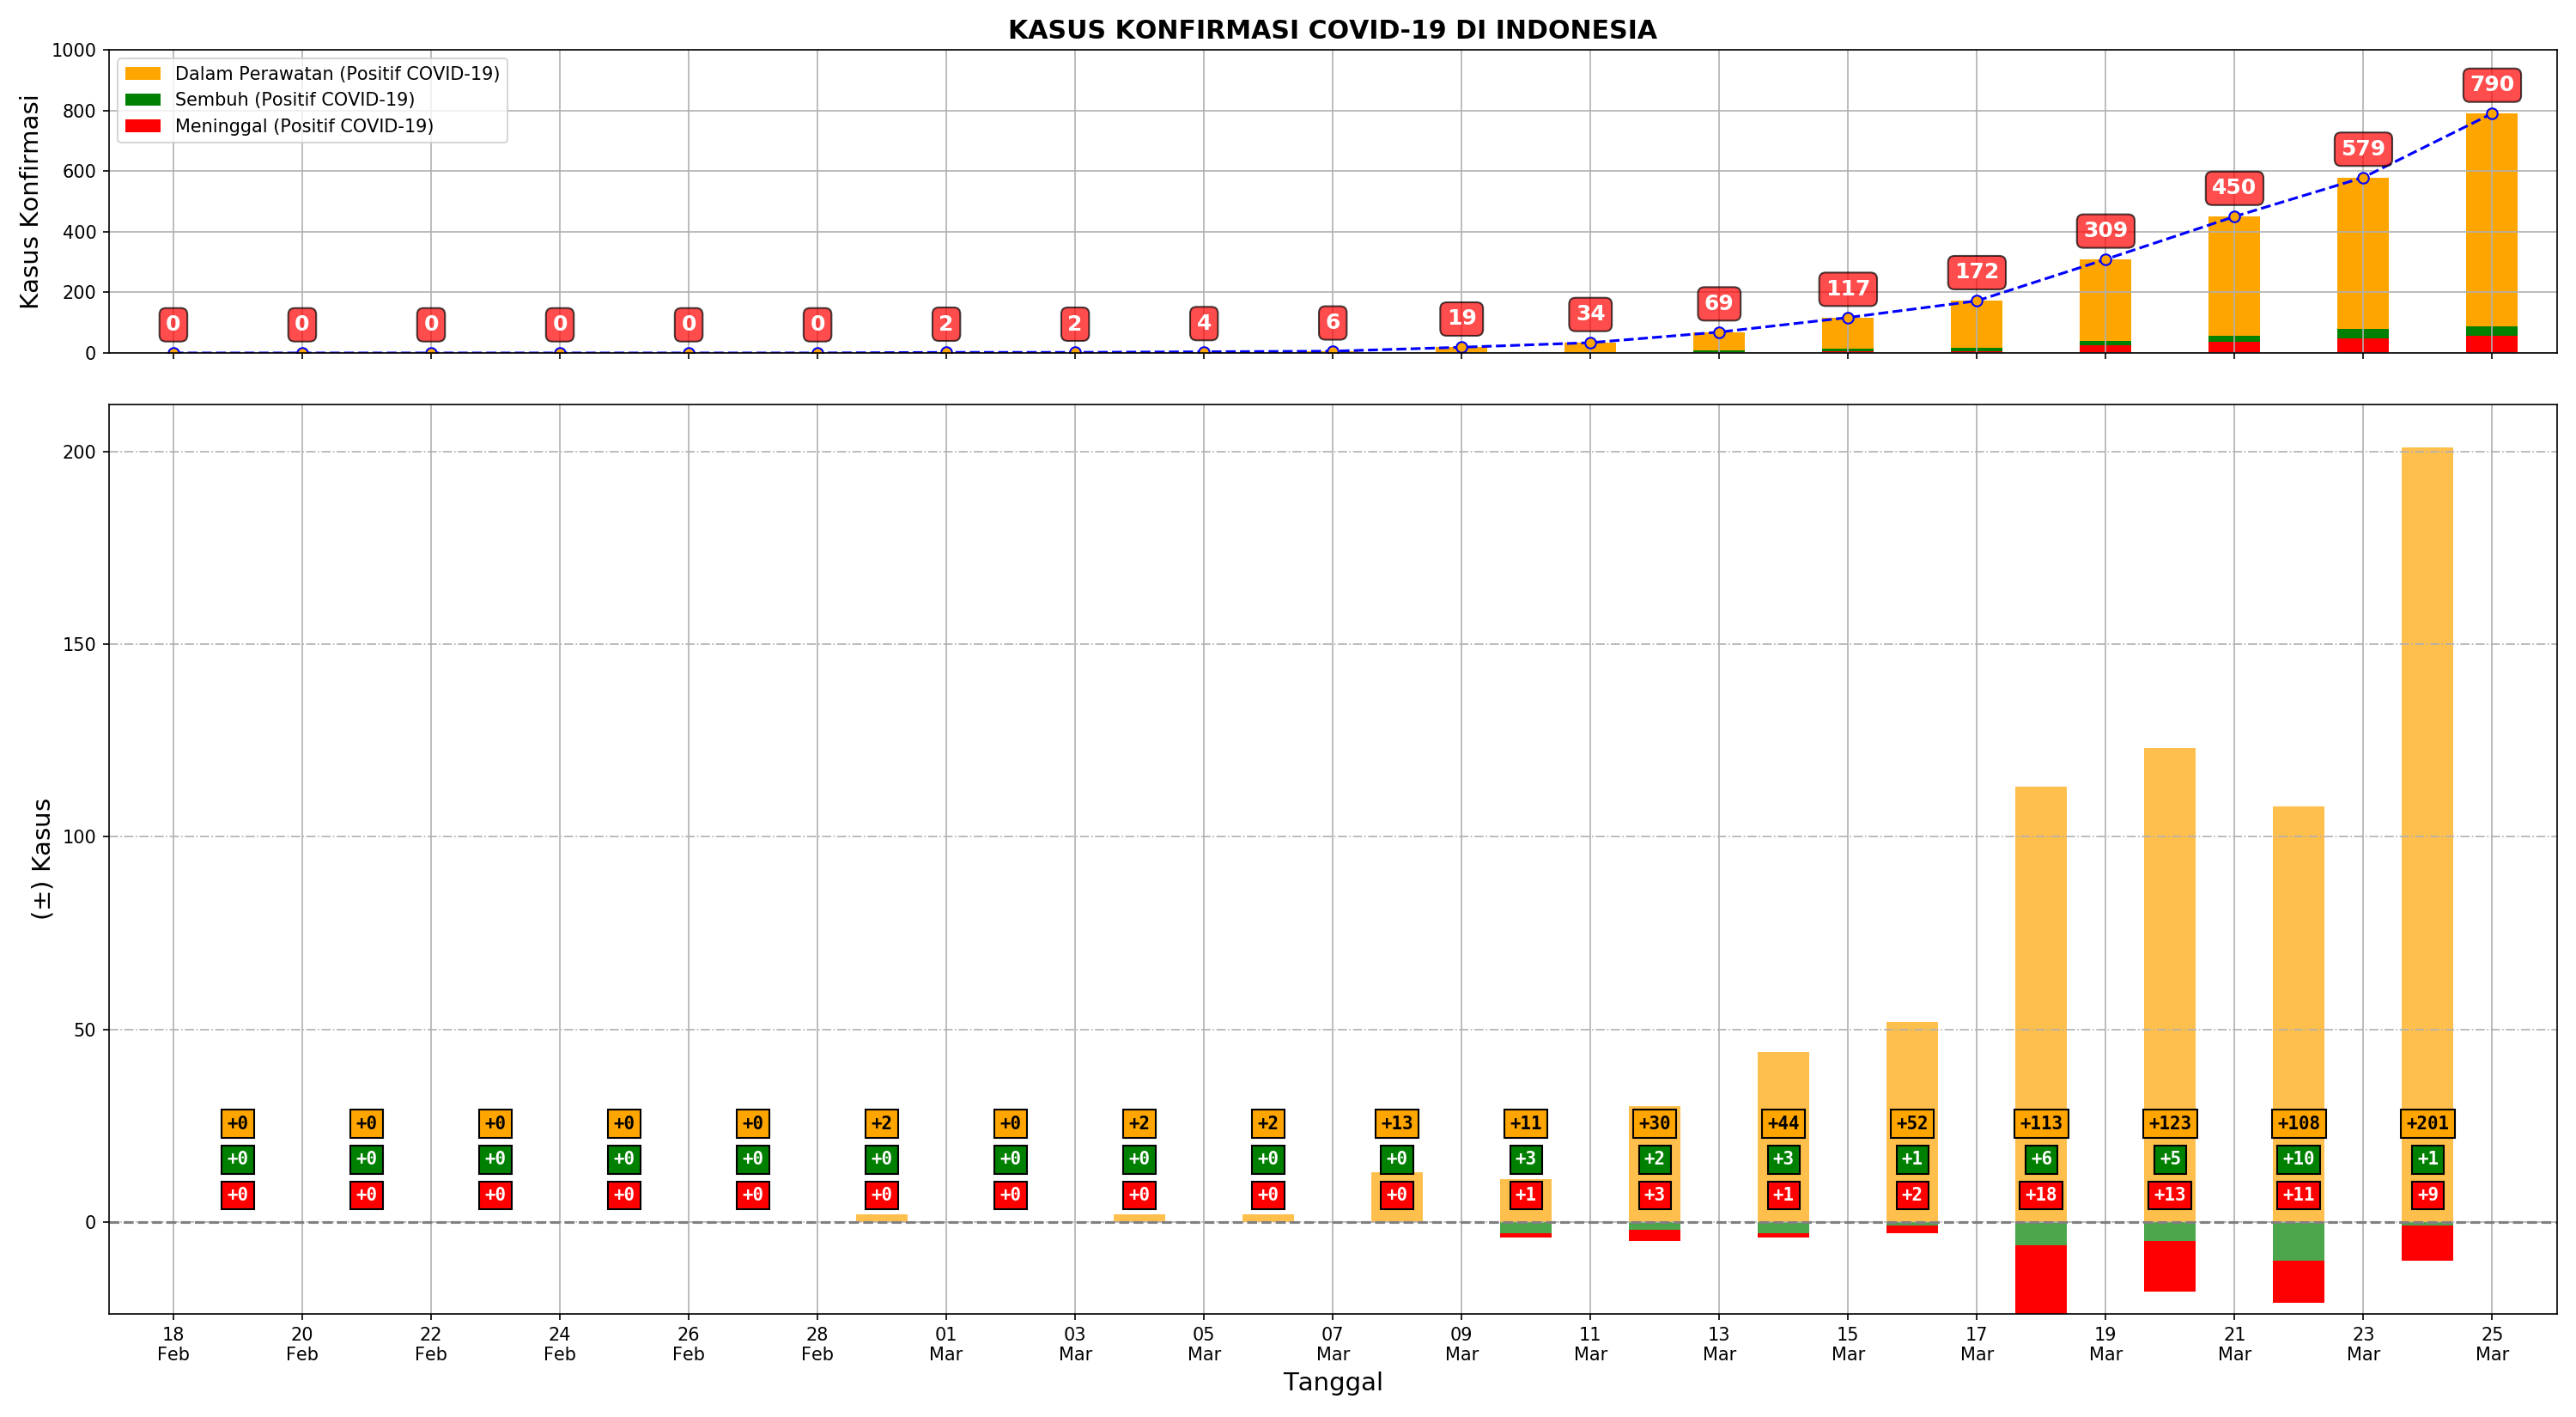 KASUS KONFIRMASI COVID-19 DI INDONESIA
Kasus Konfirmasi
1000
800
600
400
200
0
Dalam Perawatan (Positif COVID-19)
Sembuh (Positif COVID-19)
Meninggal (Positif COVID-19)
0 0 0 0 0 0 2 2 4 6 19 34 69 117 172 309 450 579 790
(±) Kasus
200
150
100
50
0
+0 +0 +0 +0 +0 +2 +0 +2 +2 +13 +11 +30 +44 +52 +113 +123 +108 +201
+0 +0 +0 +0 +0 +0 +0 +0 +0 +0 +3 +2 +3 +1 +6 +5 +10 +1
+0 +0 +0 +0 +0 +0 +0 +0 +0 +0 +1 +3 +1 +2 +18 +13 +11 +9
18 20 22 24 26 28 01 03 05 07 09 11 13 15 17 19 21 23 25
Feb Feb Feb Feb Feb Feb Mar Mar Mar Mar Mar Mar Mar Mar Mar Mar Mar Mar Mar
Tanggal